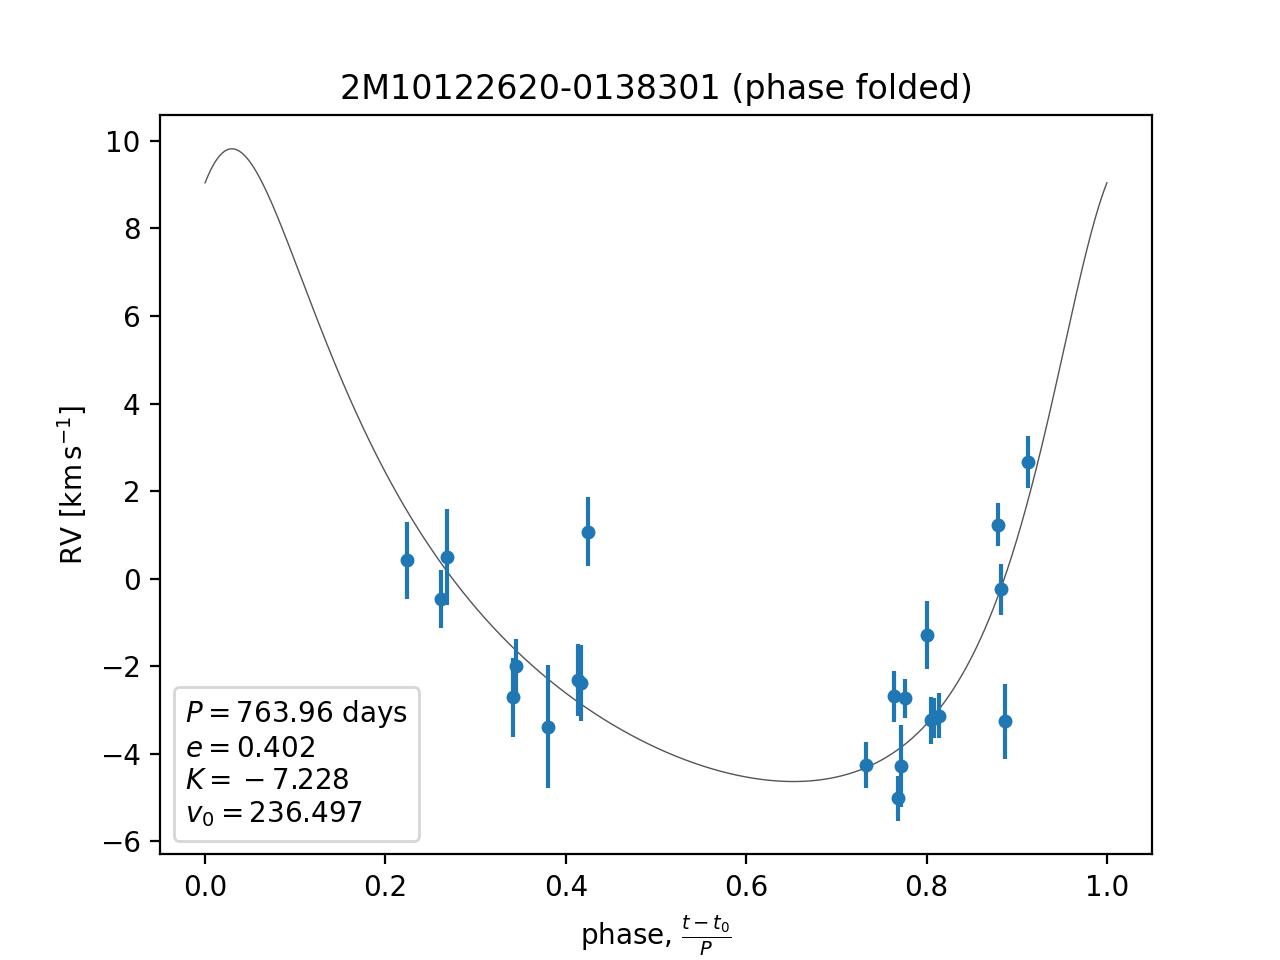 2M10122620-0138301 (phase folded)
10
8
6
4
2
0
−2
−4
−6
RV [km s⁻¹]
P = 763.96 days
e = 0.402
K = −7.228
v₀ = 236.497
0.0 0.2 0.4 0.6 0.8 1.0
phase, (t − t₀)/P